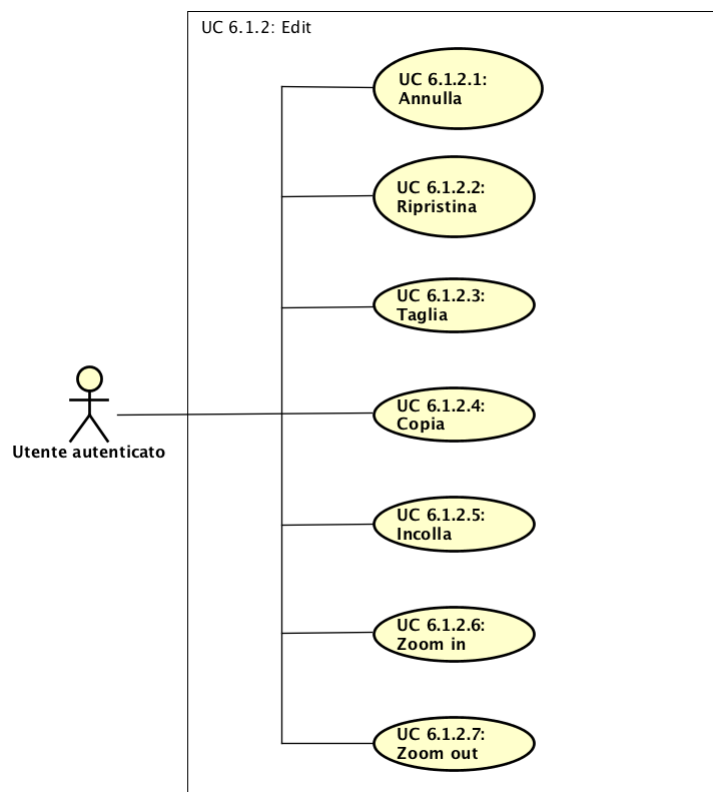 UC 6.1.2: Edit
UC 6.1.2.1:
Annulla
UC 6.1.2.2:
Ripristina
UC 6.1.2.3:
Taglia
Utente autenticato
UC 6.1.2.4:
Copia
UC 6.1.2.5:
Incolla
UC 6.1.2.6:
Zoom in
UC 6.1.2.7:
Zoom out